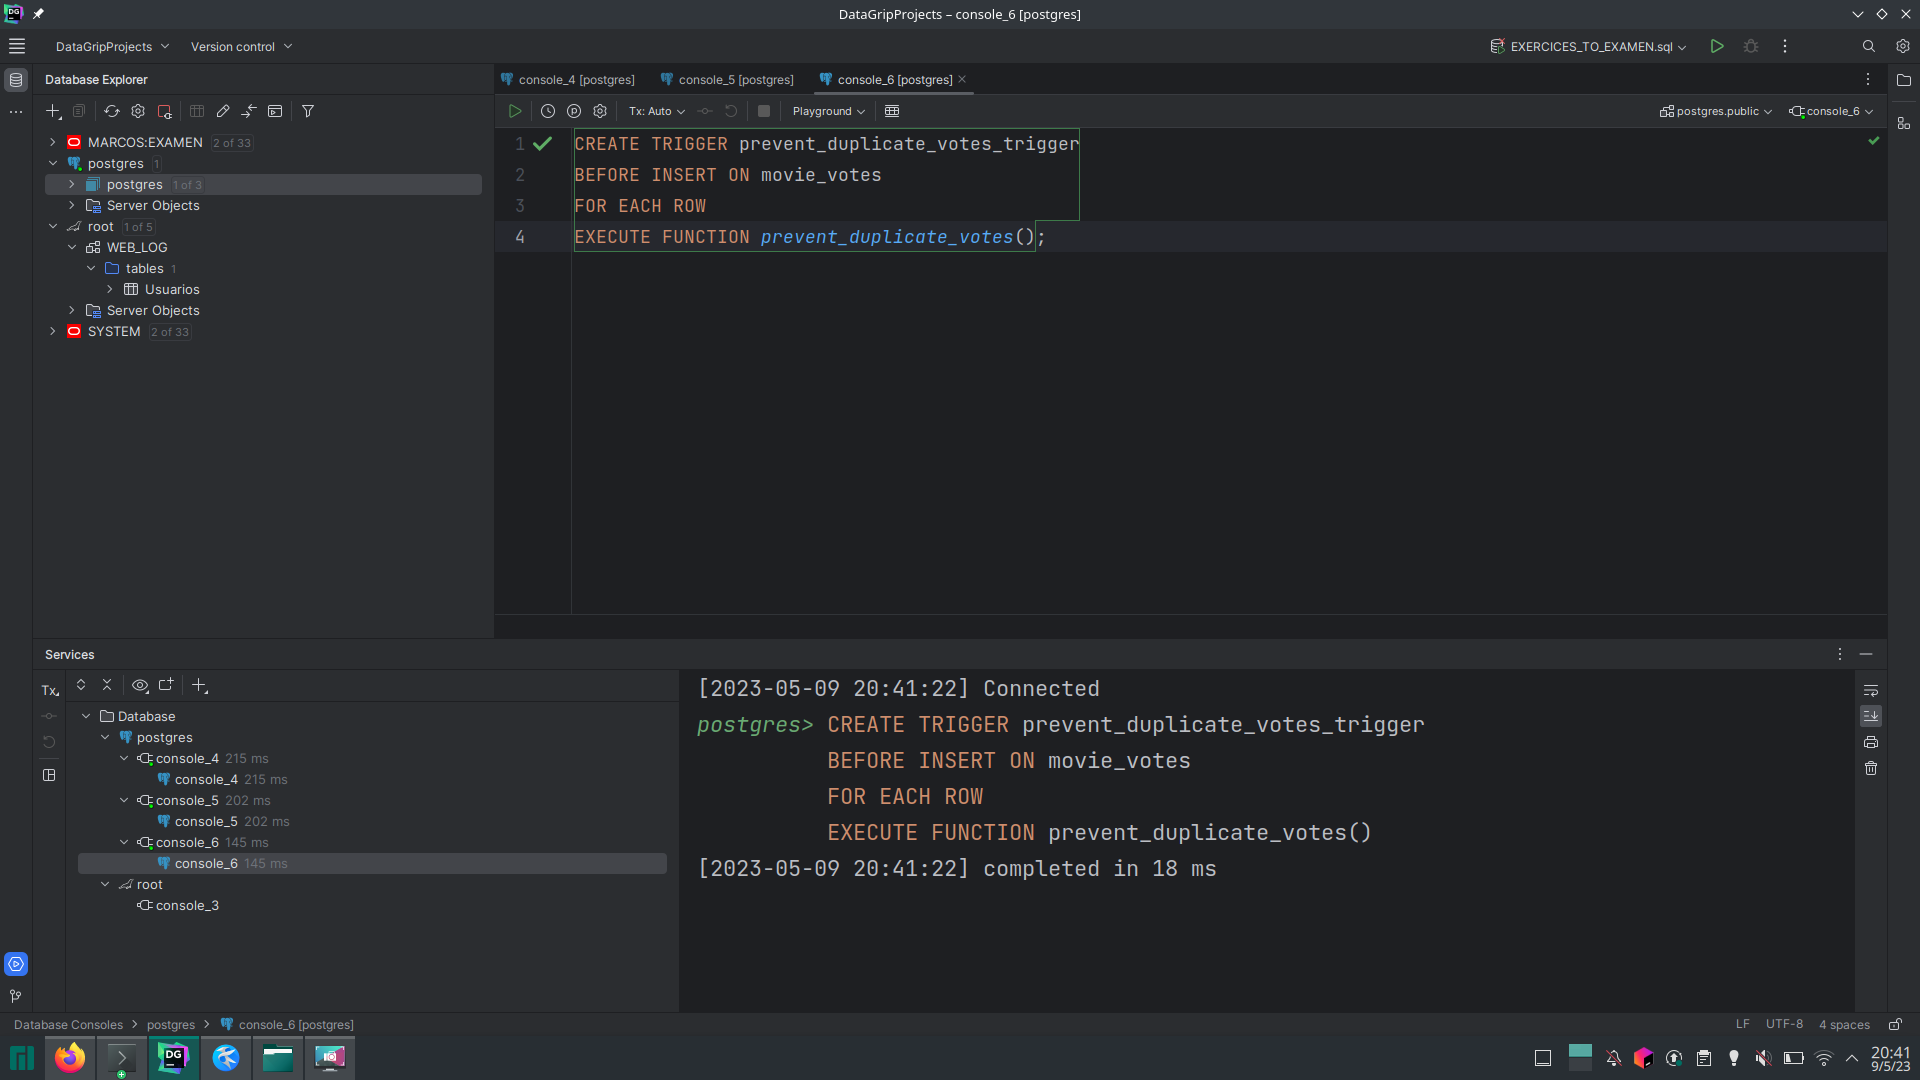 DataGripProjects – console_6 [postgres]
DataGripProjects
Version control
EXERCICES_TO_EXAMEN.sql
Database Explorer
console_4 [postgres]
console_5 [postgres]
console_6 [postgres]
Tx: Auto
Playground
postgres.public
console_6
MARCOS:EXAMEN 2 of 33
postgres 1
postgres 1 of 3
Server Objects
root 1 of 5
WEB_LOG
tables 1
Usuarios
Server Objects
SYSTEM 2 of 33
1 CREATE TRIGGER prevent_duplicate_votes_trigger
2 BEFORE INSERT ON movie_votes
3 FOR EACH ROW
4 EXECUTE FUNCTION prevent_duplicate_votes();
Services
Tx
Database
postgres
console_4 215 ms
console_4 215 ms
console_5 202 ms
console_5 202 ms
console_6 145 ms
console_6 145 ms
root
console_3
[2023-05-09 20:41:22] Connected
postgres> CREATE TRIGGER prevent_duplicate_votes_trigger
BEFORE INSERT ON movie_votes
FOR EACH ROW
EXECUTE FUNCTION prevent_duplicate_votes()
[2023-05-09 20:41:22] completed in 18 ms
Database Consoles
postgres
console_6 [postgres]
LF
UTF-8
4 spaces
DG
20:41
9/5/23